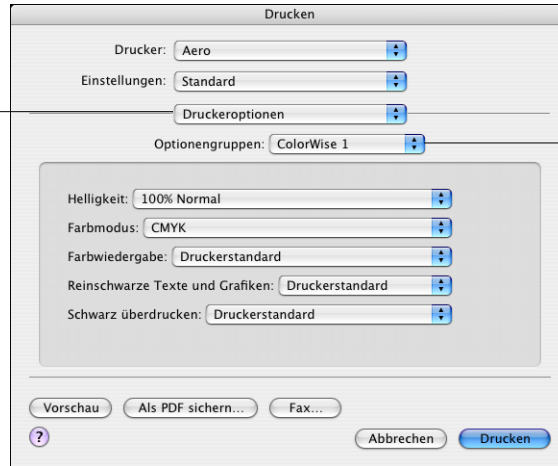 Drucken
Drucker: Aero
Einstellungen: Standard
Druckeroptionen
Optionengruppen: ColorWise 1
Helligkeit: 100% Normal
Farbmodus: CMYK
Farbwiedergabe: Druckerstandard
Reinschwarze Texte und Grafiken: Druckerstandard
Schwarz überdrucken: Druckerstandard
Vorschau Als PDF sichern... Fax...
? Abbrechen Drucken